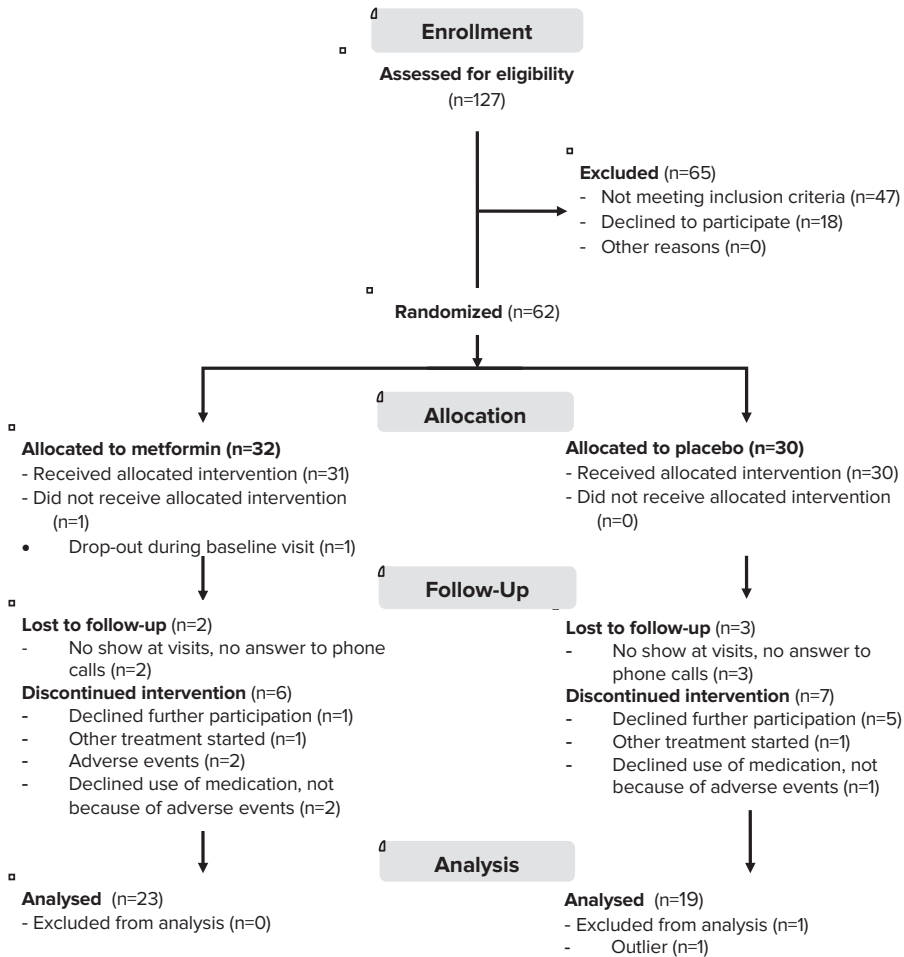 Enrollment
Assessed for eligibility
(n=127)
Excluded (n=65)
- Not meeting inclusion criteria (n=47)
- Declined to participate (n=18)
- Other reasons (n=0)
Randomized (n=62)
Allocation
Allocated to metformin (n=32)
- Received allocated intervention (n=31)
- Did not receive allocated intervention
(n=1)
• Drop-out during baseline visit (n=1)
Allocated to placebo (n=30)
- Received allocated intervention (n=30)
- Did not receive allocated intervention
(n=0)
Follow-Up
Lost to follow-up (n=2)
- No show at visits, no answer to phone
calls (n=2)
Discontinued intervention (n=6)
- Declined further participation (n=1)
- Other treatment started (n=1)
- Adverse events (n=2)
- Declined use of medication, not
because of adverse events (n=2)
Lost to follow-up (n=3)
- No show at visits, no answer to
phone calls (n=3)
Discontinued intervention (n=7)
- Declined further participation (n=5)
- Other treatment started (n=1)
- Declined use of medication, not
because of adverse events (n=1)
Analysis
Analysed (n=23)
- Excluded from analysis (n=0)
Analysed (n=19)
- Excluded from analysis (n=1)
- Outlier (n=1)